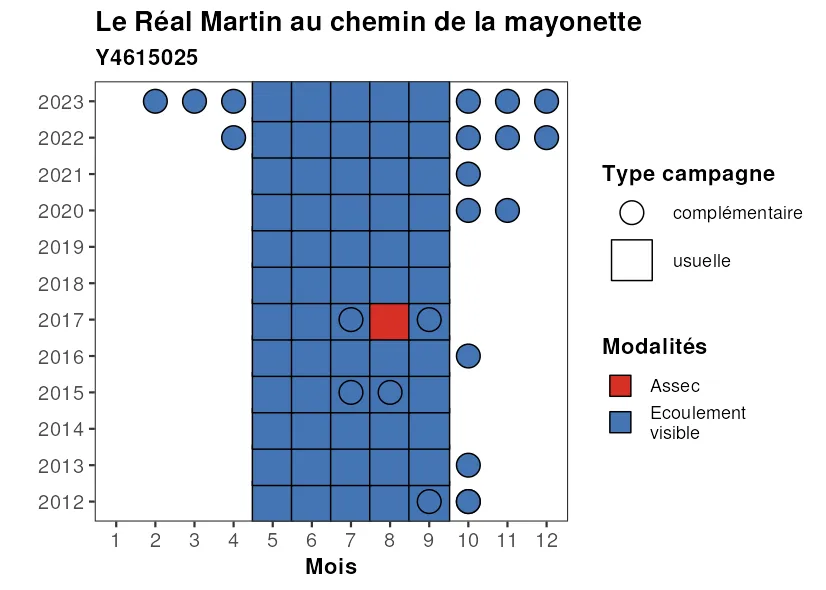 Le Réal Martin au chemin de la mayonette
Y4615025
2023
2022
2021
2020
2019
2018
2017
2016
2015
2014
2013
2012
1 2 3 4 5 6 7 8 9 10 11 12
Mois
Type campagne
complémentaire
usuelle
Modalités
Assec
Ecoulement
visible